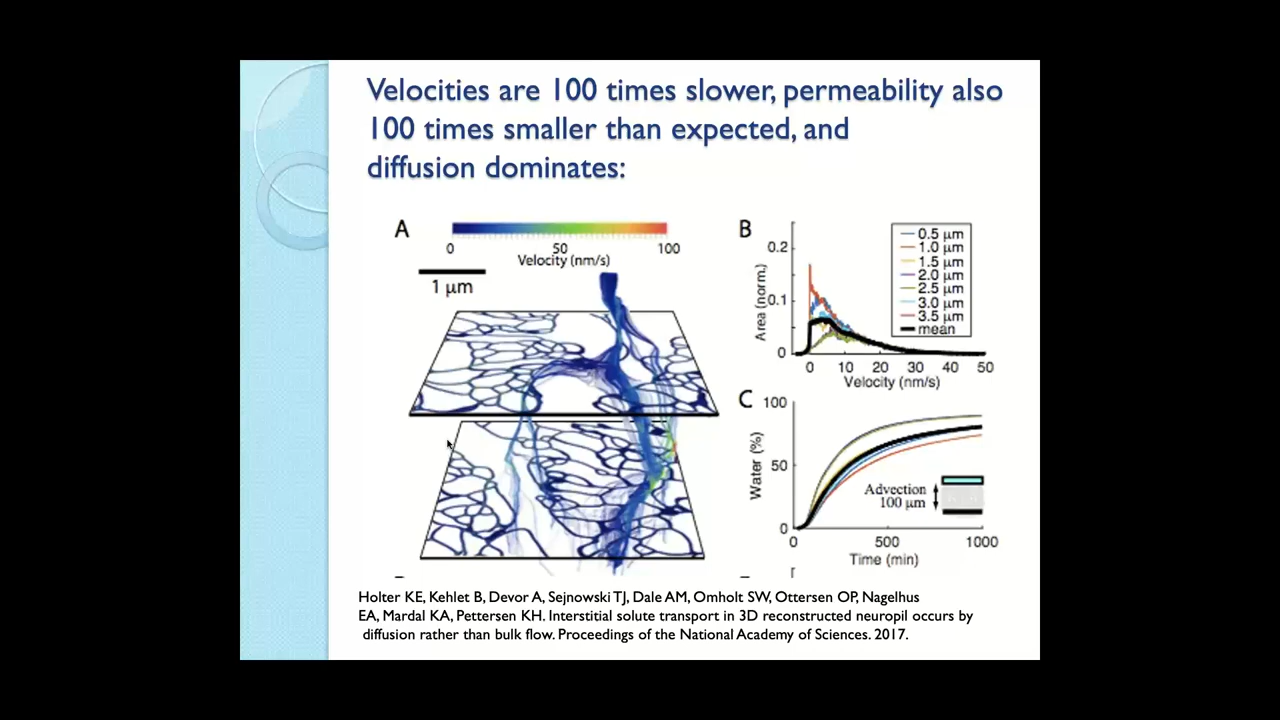 Velocities are 100 times slower, permeability also
100 times smaller than expected, and
diffusion dominates:
A
0 50 100
Velocity (nm/s)
1 μm
B
0.2
0.1
0
Area (norm.)
0.5 μm
1.0 μm
1.5 μm
2.0 μm
2.5 μm
3.0 μm
3.5 μm
mean
0 10 20 30 40 50
Velocity (nm/s)
C
100
50
0
Water (%)
Advection
100 μm
0 500 1000
Time (min)
Holter KE, Kehlet B, Devor A, Sejnowski TJ, Dale AM, Omholt SW, Ottersen OP, Nagelhus
EA, Mardal KA, Pettersen KH. Interstitial solute transport in 3D reconstructed neuropil occurs by
diffusion rather than bulk flow. Proceedings of the National Academy of Sciences. 2017.